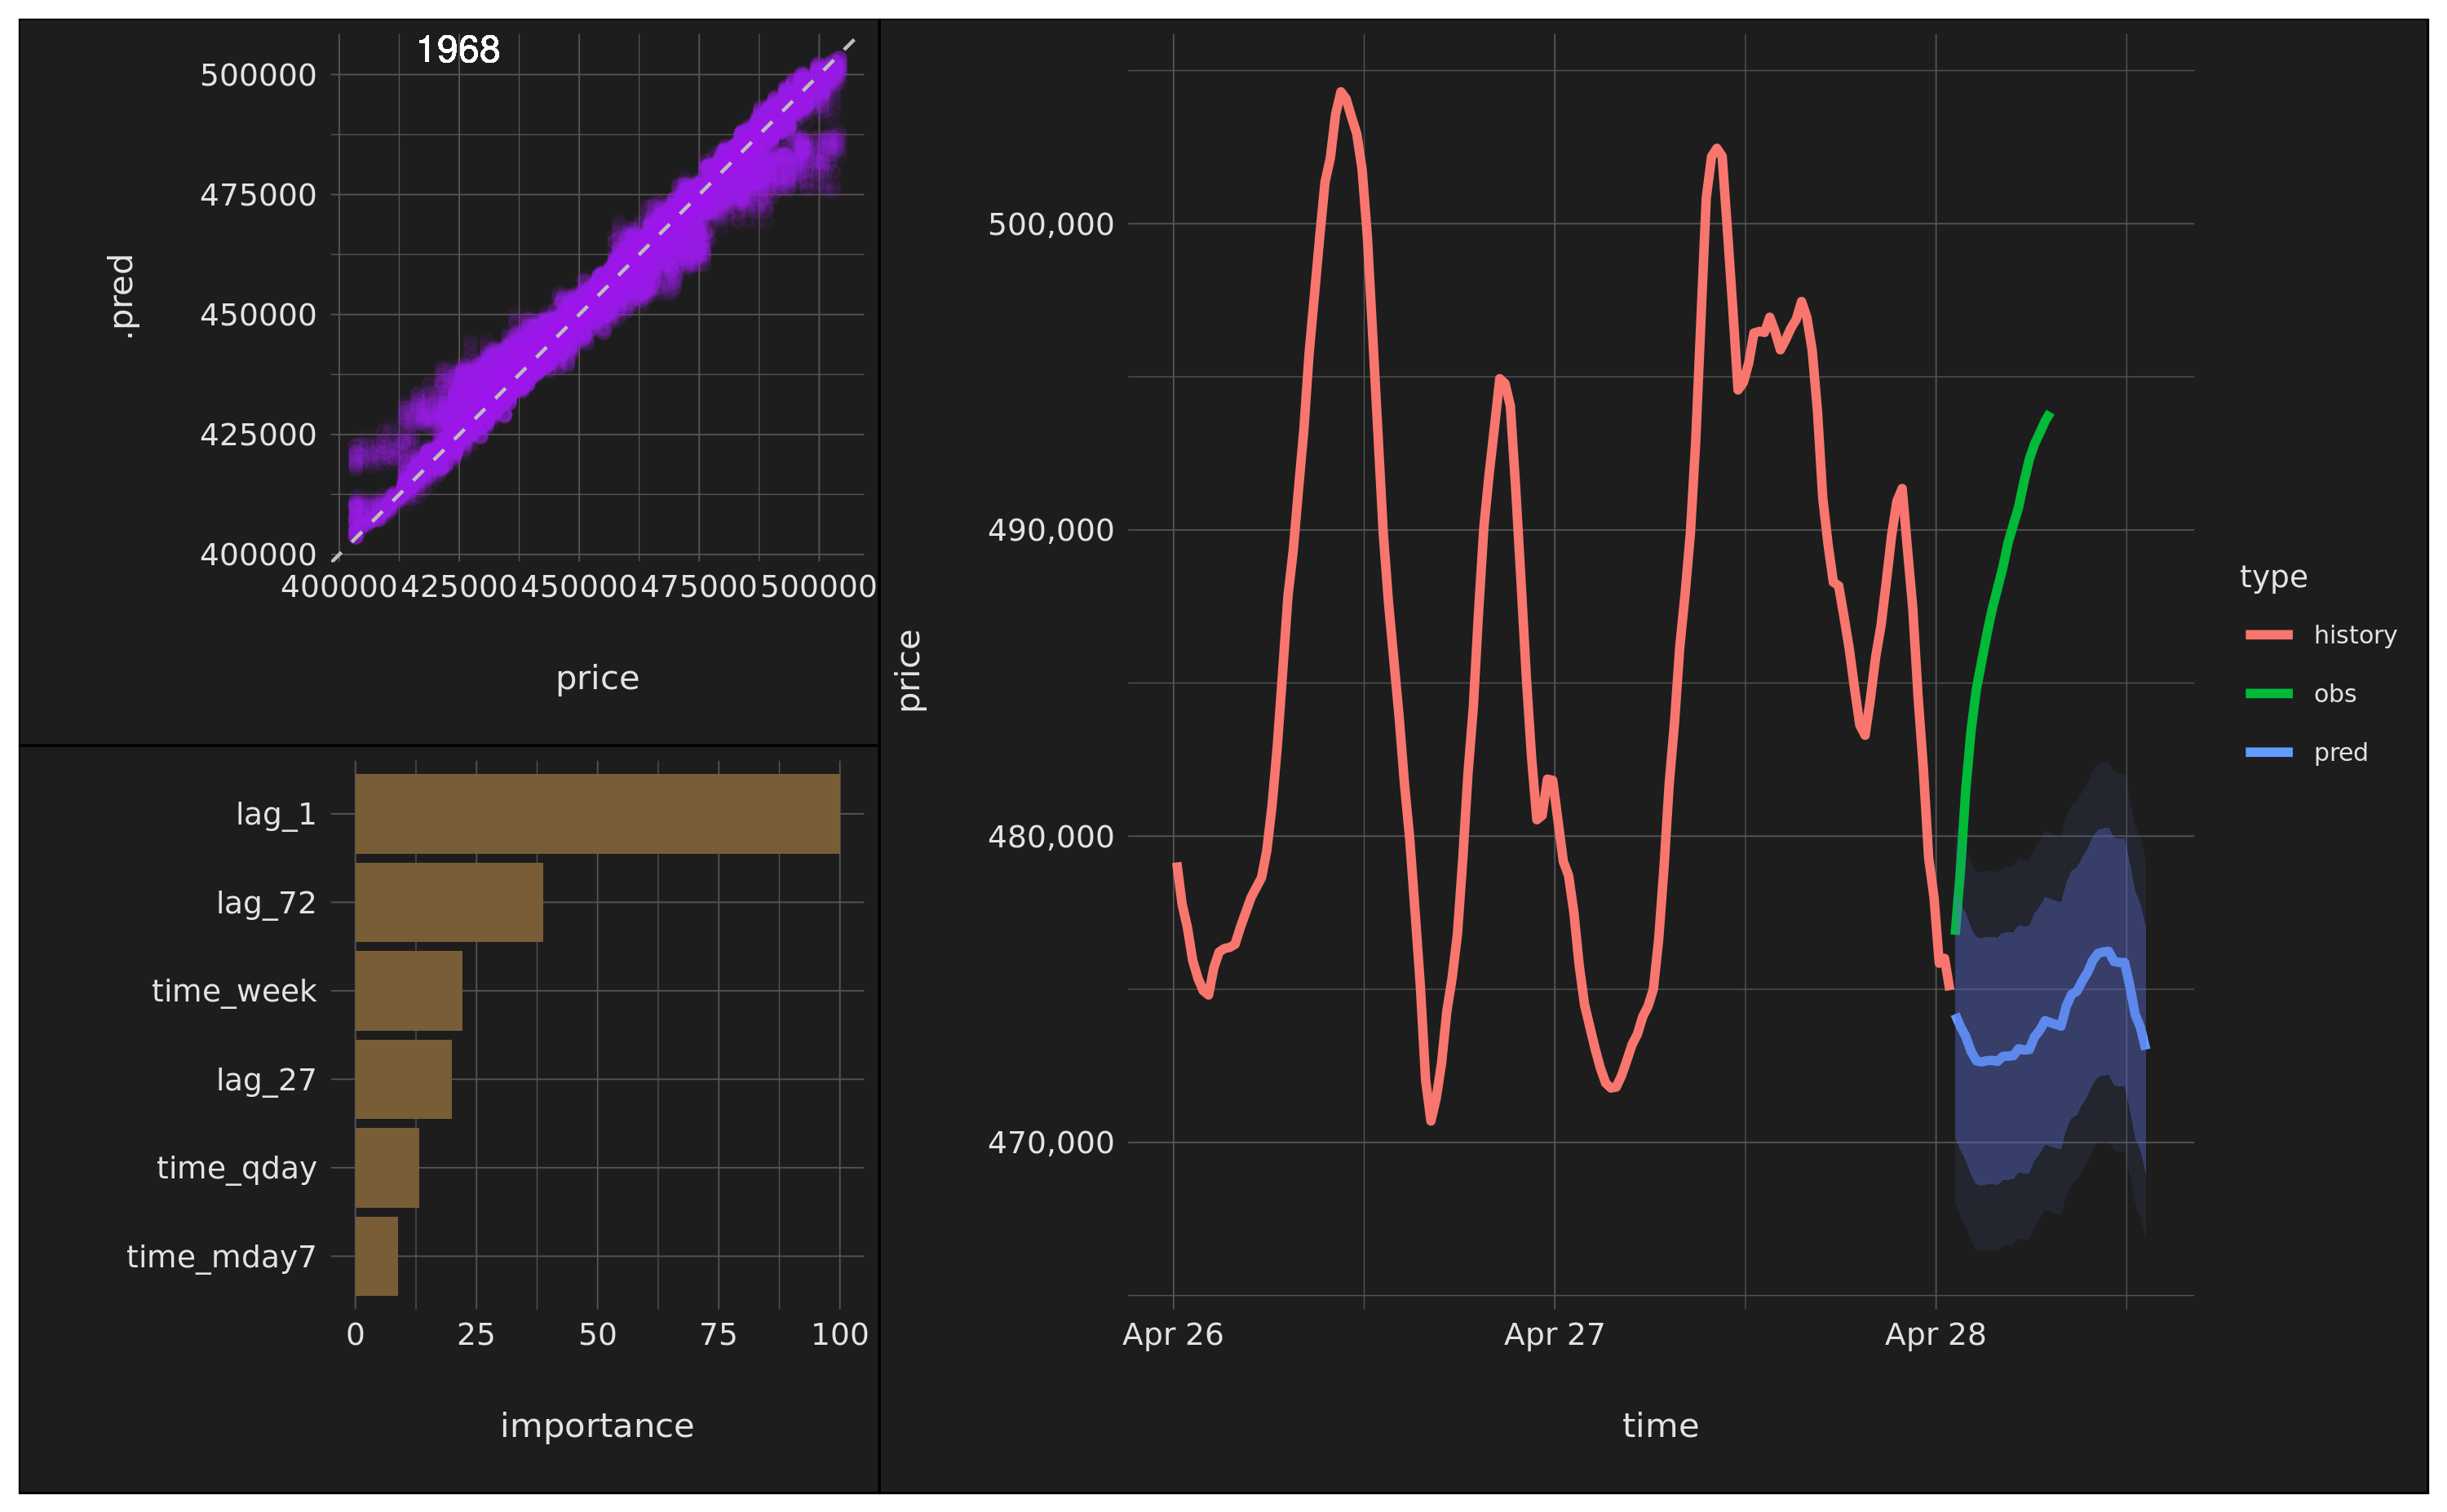 1968
500000
475000
450000
425000
400000
.pred
400000 425000 450000 475000 500000
price
lag_1
lag_72
time_week
lag_27
time_qday
time_mday7
0 25 50 75 100
importance
500,000
490,000
480,000
470,000
price
Apr 26 Apr 27 Apr 28
time
type
history
obs
pred